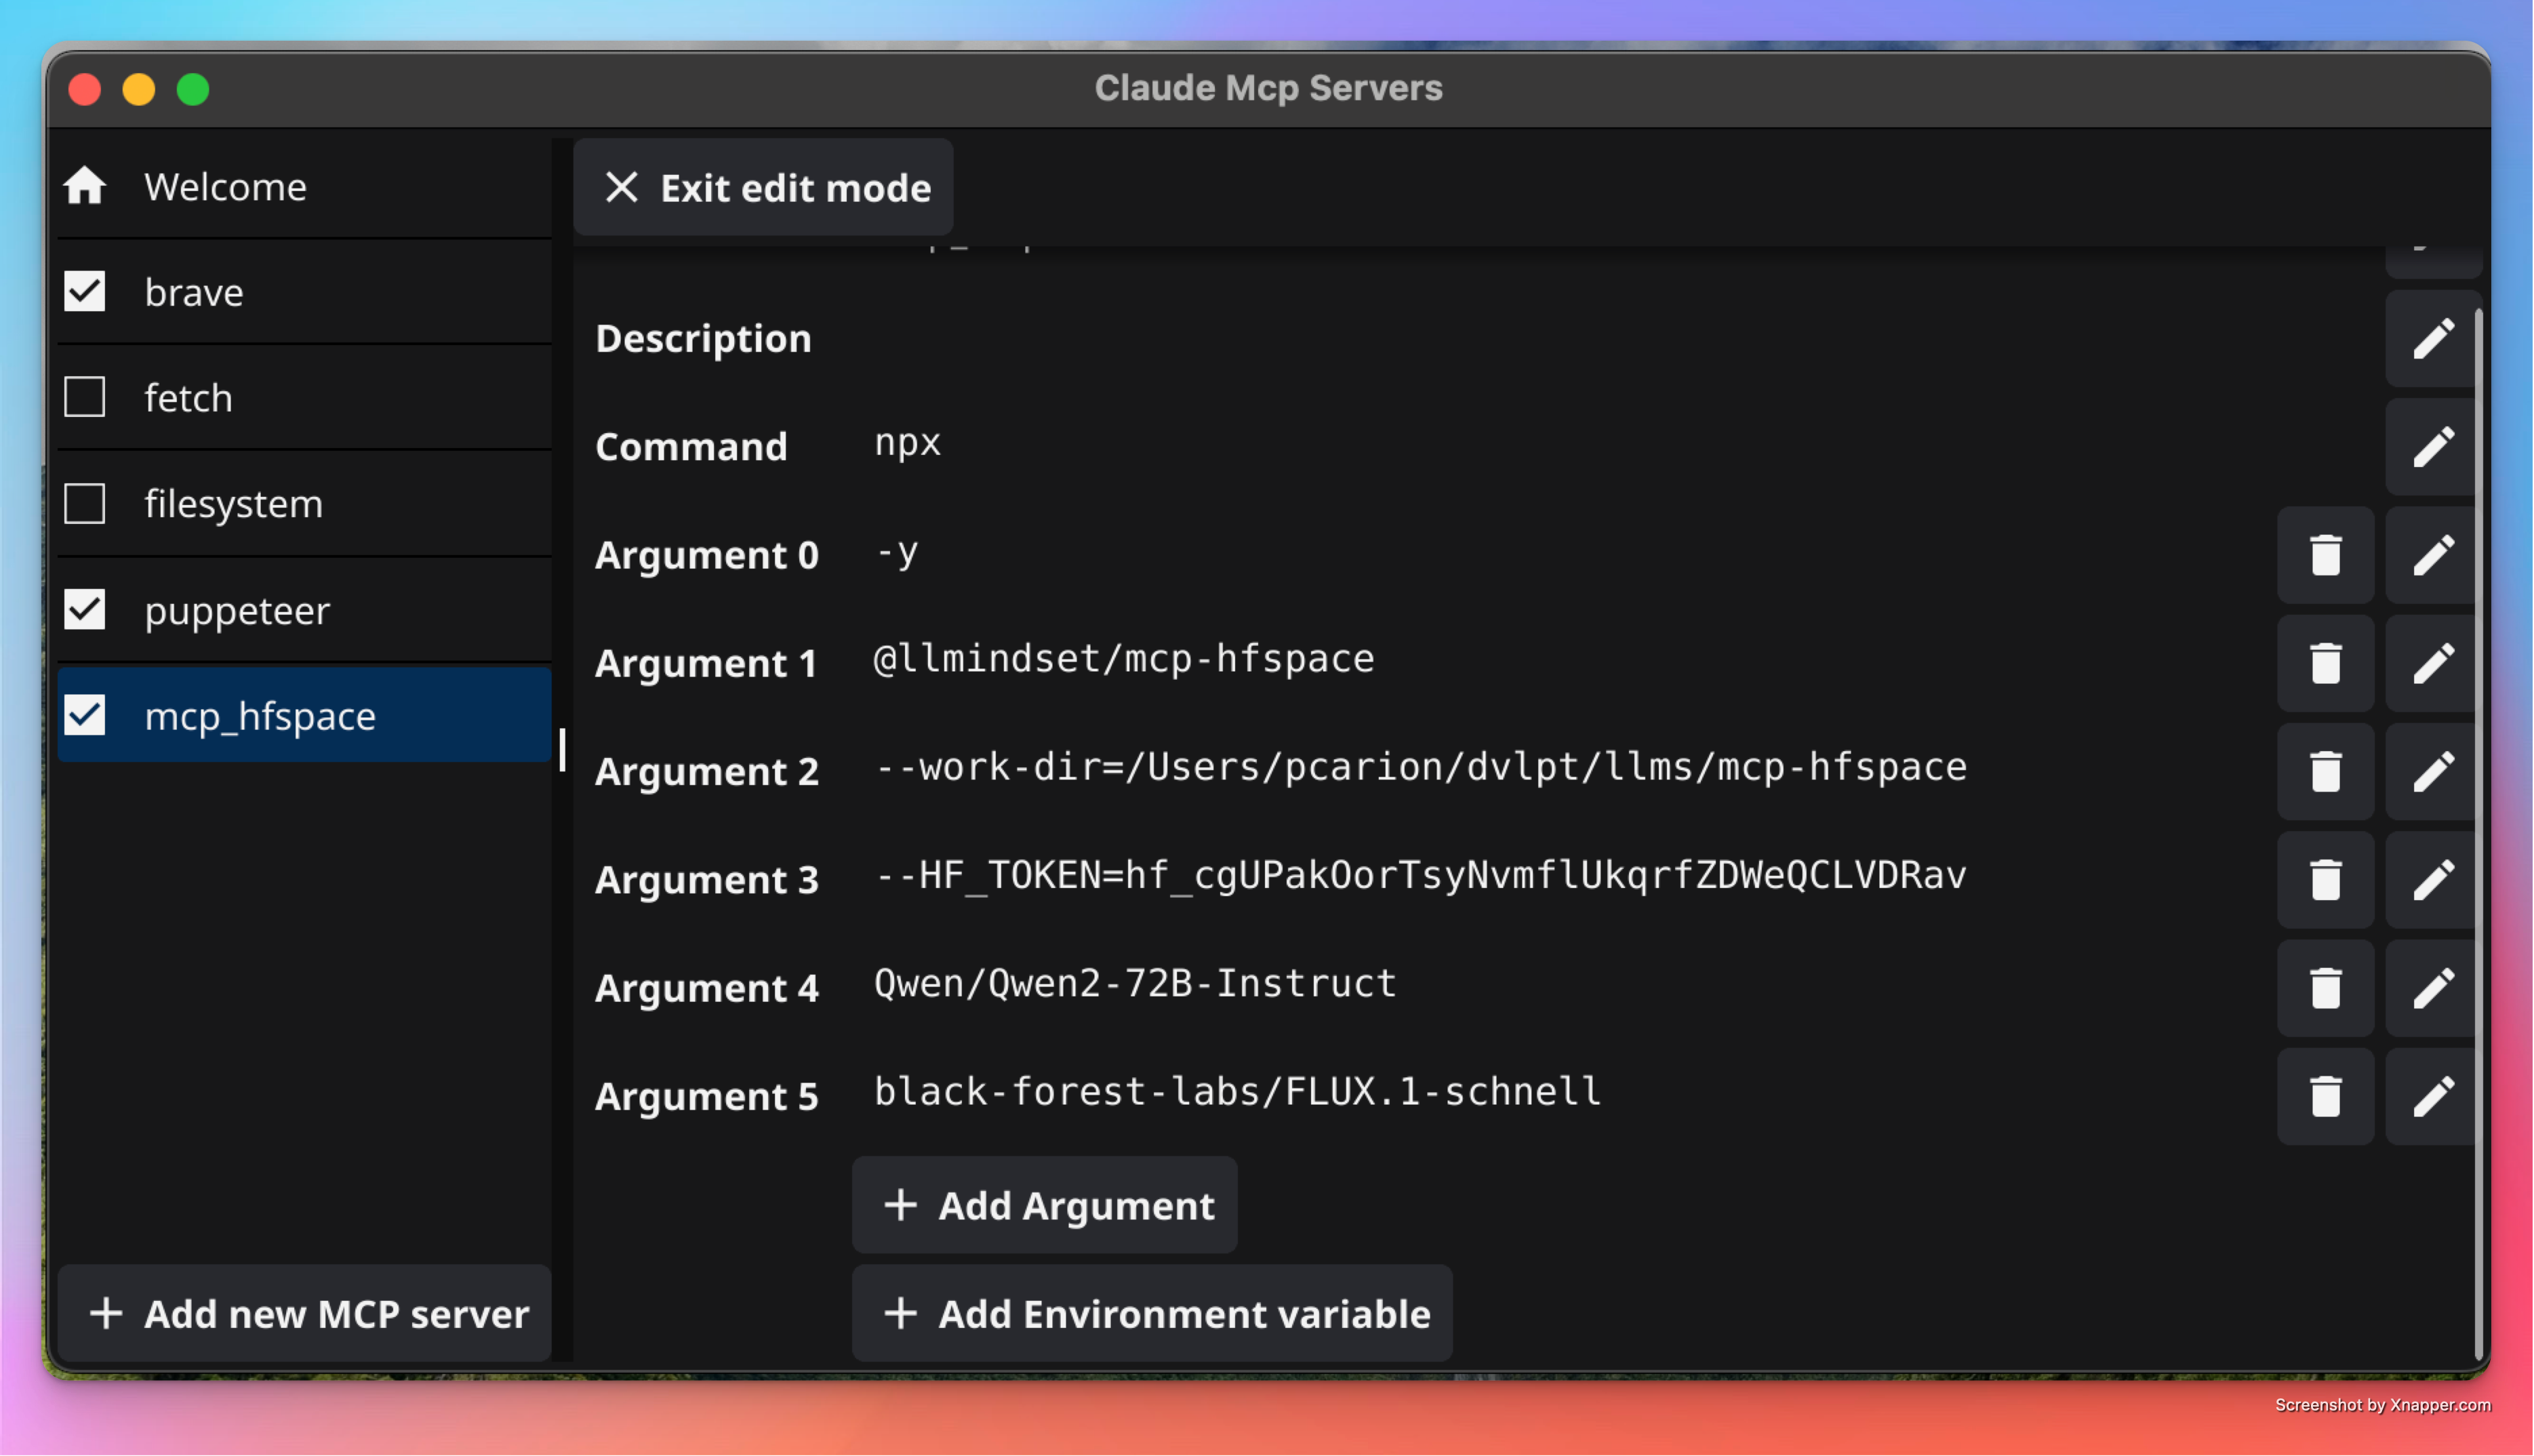 Claude Mcp Servers
Welcome
brave
fetch
filesystem
puppeteer
mcp_hfspace
Add new MCP server
Exit edit mode
Description
Command npx
Argument 0 -y
Argument 1 @llmindset/mcp-hfspace
Argument 2 --work-dir=/Users/pcarion/dvlpt/llms/mcp-hfspace
Argument 3 --HF_TOKEN=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
Argument 4 Qwen/Qwen2-72B-Instruct
Argument 5 black-forest-labs/FLUX.1-schnell
Add Argument
Add Environment variable
Screenshot by Xnapper.com